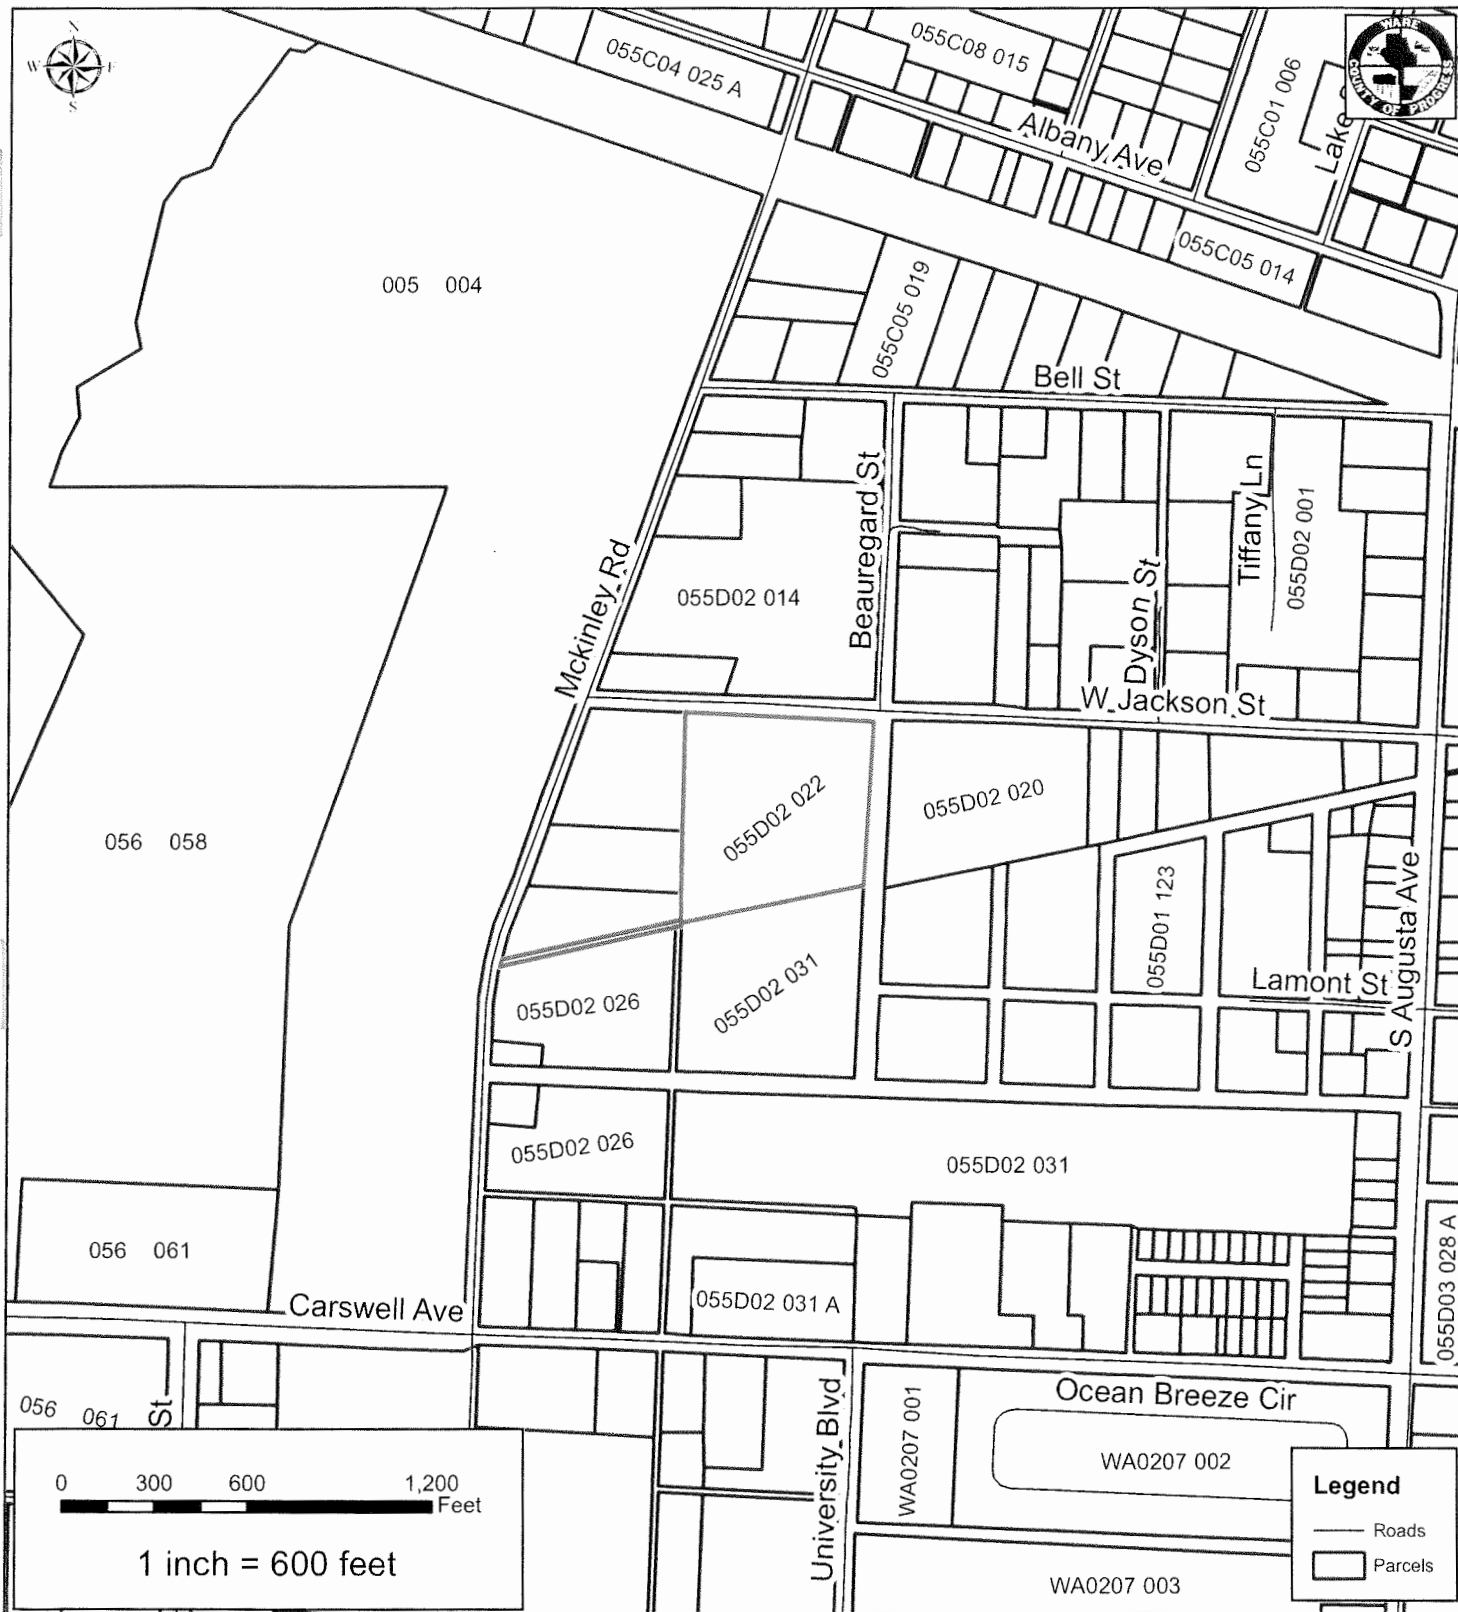 N
W E
S
WARE
COUNTY OF PROGRESS
055C04 025 A
055C08 015
055C01 006
Lake
Albany Ave
055C05 014
055C05 019
005 004
Bell St
Beauregard St
Tiffany Ln
055D02 001
Dyson St
Mckinley Rd
055D02 014
W Jackson St
055D02 022
055D02 020
056 058
055D01 123
S Augusta Ave
Lamont St
055D02 031
055D02 026
055D02 026
055D02 031
056 061
055D02 031 A
055D03 028 A
Carswell Ave
056 061
St
University Blvd
WA0207 001
Ocean Breeze Cir
WA0207 002
WA0207 003
0 300 600 1,200
Feet
1 inch = 600 feet
Legend
Roads
Parcels